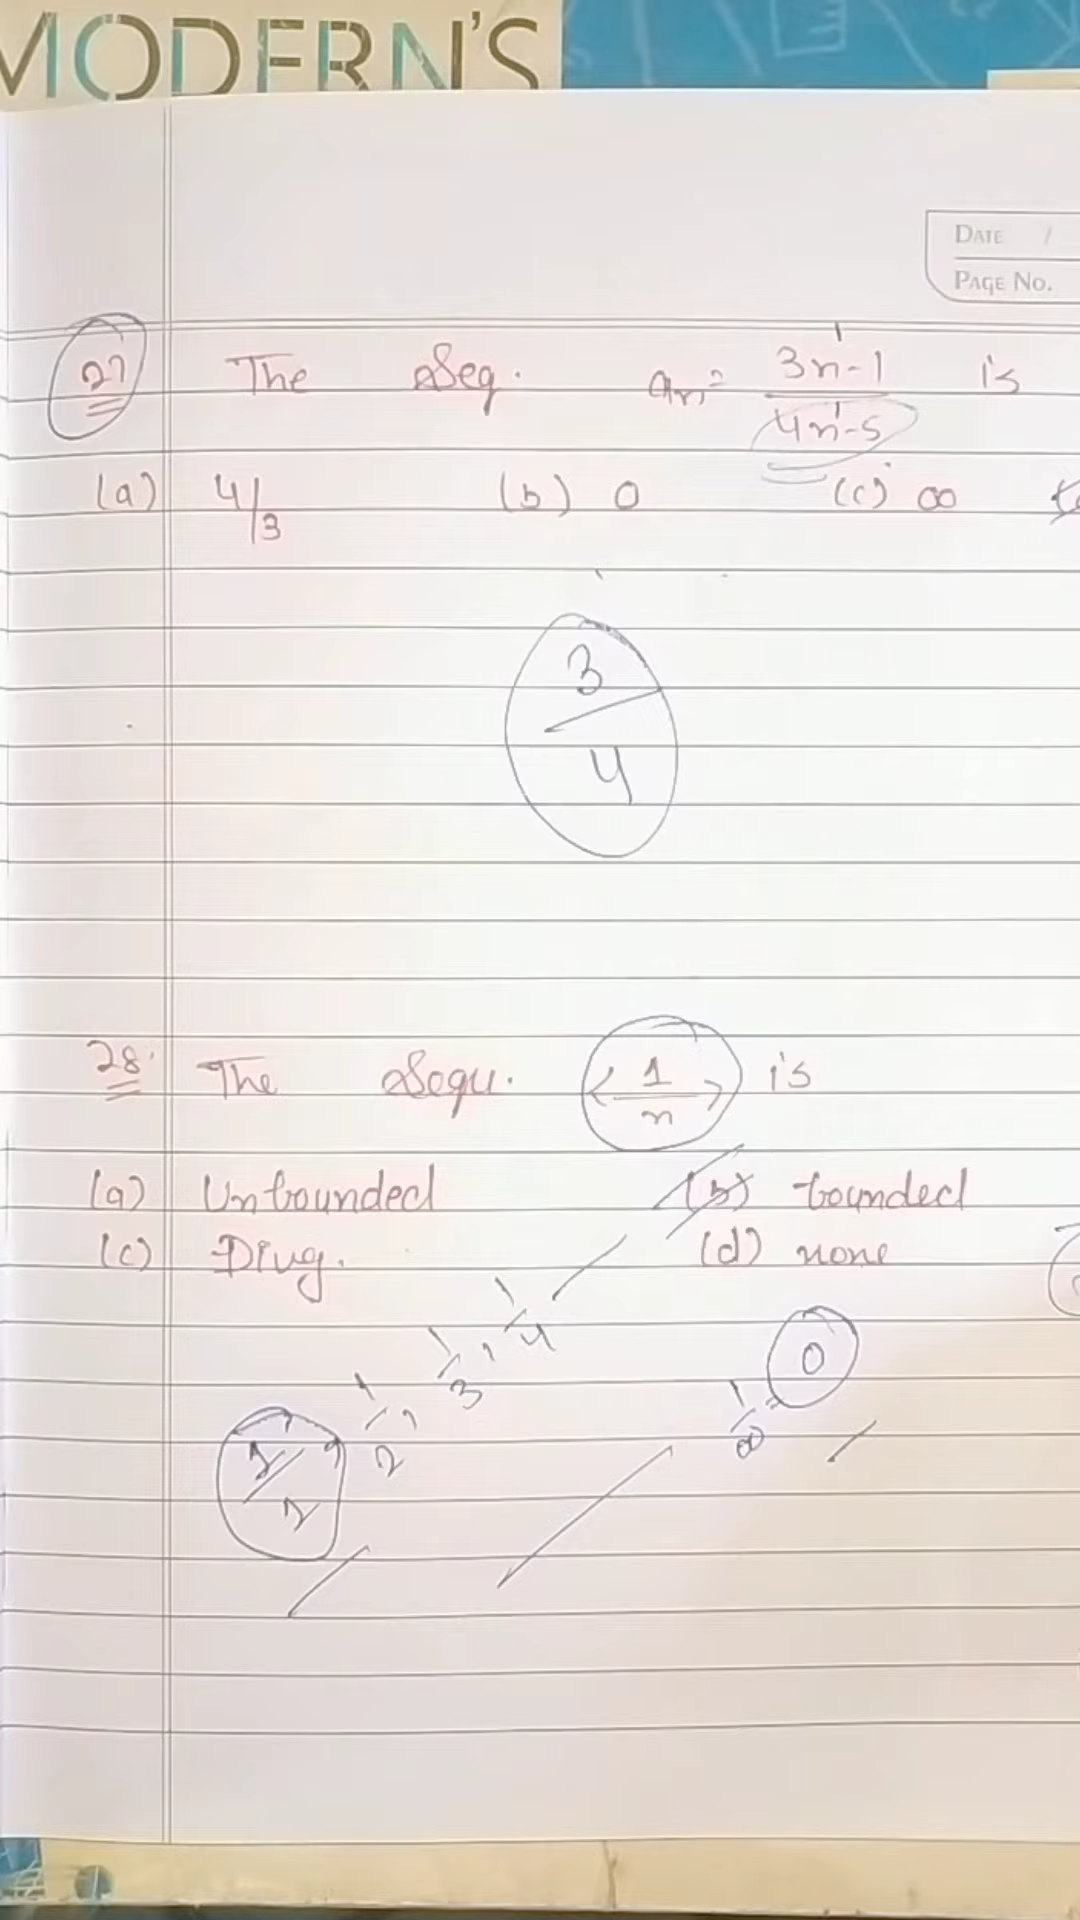 MODERN'S
DATE /
PAGE No.
27 The Seq. an = 3n-1 / 4n-5 is
(a) 4/3 (b) 0 (c) ∞
3/4
28. The Sequ. <1/n> is
(a) Unbounded (b) bounded
(c) Divg. (d) none
1/2, 1/3, 1/4
1/∞ = 0